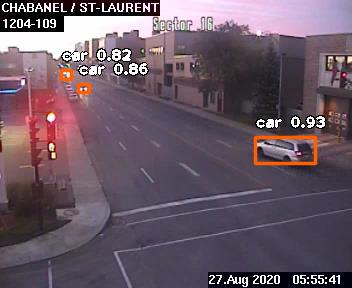 CHABANEL / ST-LAURENT
1204-109
Sector 16
car 0.82
car 0.86
car 0.93
27.Aug 2020 05:55:41